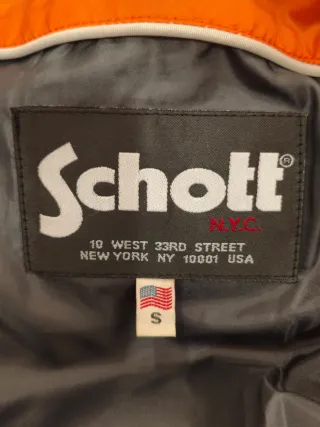 Schott®
N.Y.C.
10 WEST 33RD STREET
NEW YORK NY 10001 USA
S